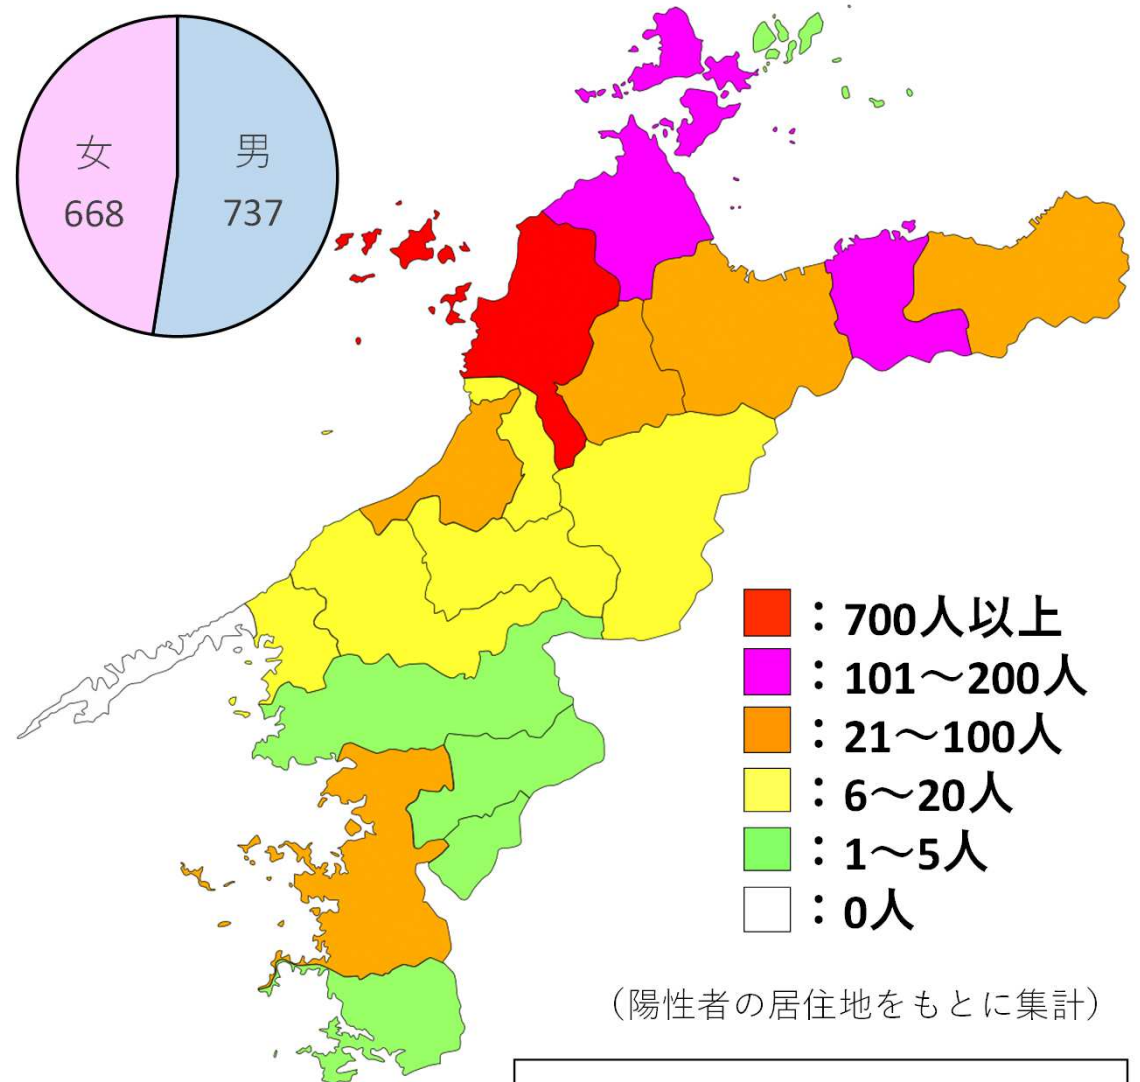 女
668
男
737
：700人以上
：101～200人
：21～100人
：6～20人
：1～5人
：0人
（陽性者の居住地をもとに集計）